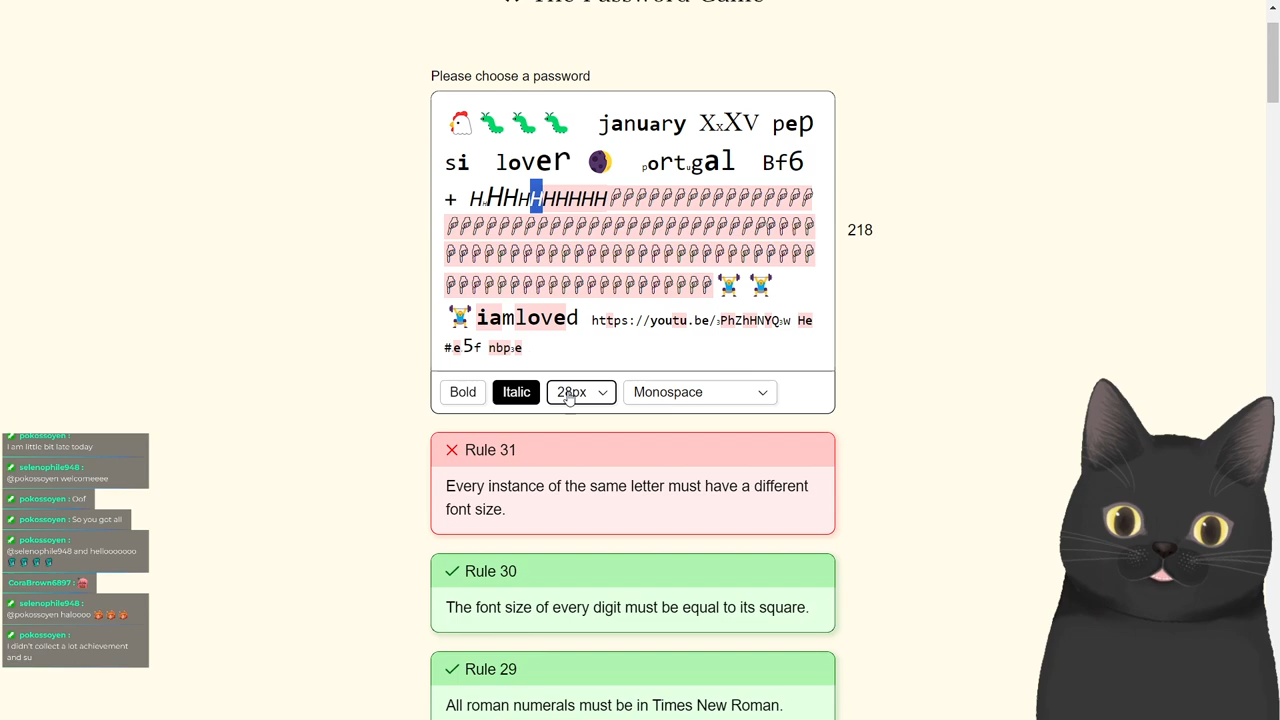 The Password Game
Please choose a password
january XxXV pep
si lover portugal Bf6
+ HHHHHHHHHHH
218
iamloved https://youtu.be/3PhZhHNYQ3w He
#e5f nbp3e
Bold Italic 28px Monospace
Rule 31
Every instance of the same letter must have a different
font size.
Rule 30
The font size of every digit must be equal to its square.
Rule 29
All roman numerals must be in Times New Roman.
pokossoyen :
I am little bit late today
selenophile948 :
@pokossoyen welcomeeee
pokossoyen : Oof
pokossoyen : So you got all
pokossoyen :
@selenophile948 and hellooooooo
CoraBrown6897 :
selenophile948 :
@pokossoyen haloooo
pokossoyen :
I didn't collect a lot achievement
and su